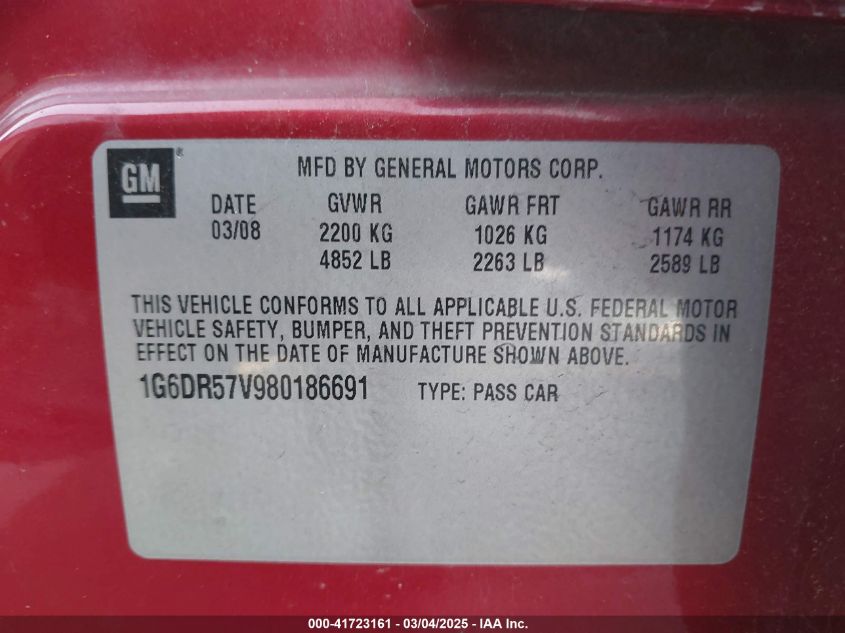 GM
MFD BY GENERAL MOTORS CORP.
DATE GVWR GAWR FRT GAWR RR
03/08 2200 KG 1026 KG 1174 KG
4852 LB 2263 LB 2589 LB
THIS VEHICLE CONFORMS TO ALL APPLICABLE U.S. FEDERAL MOTOR
VEHICLE SAFETY, BUMPER, AND THEFT PREVENTION STANDARDS IN
EFFECT ON THE DATE OF MANUFACTURE SHOWN ABOVE.
1G6DR57V980186691 TYPE: PASS CAR
000-41723161 - 03/04/2025 - IAA Inc.